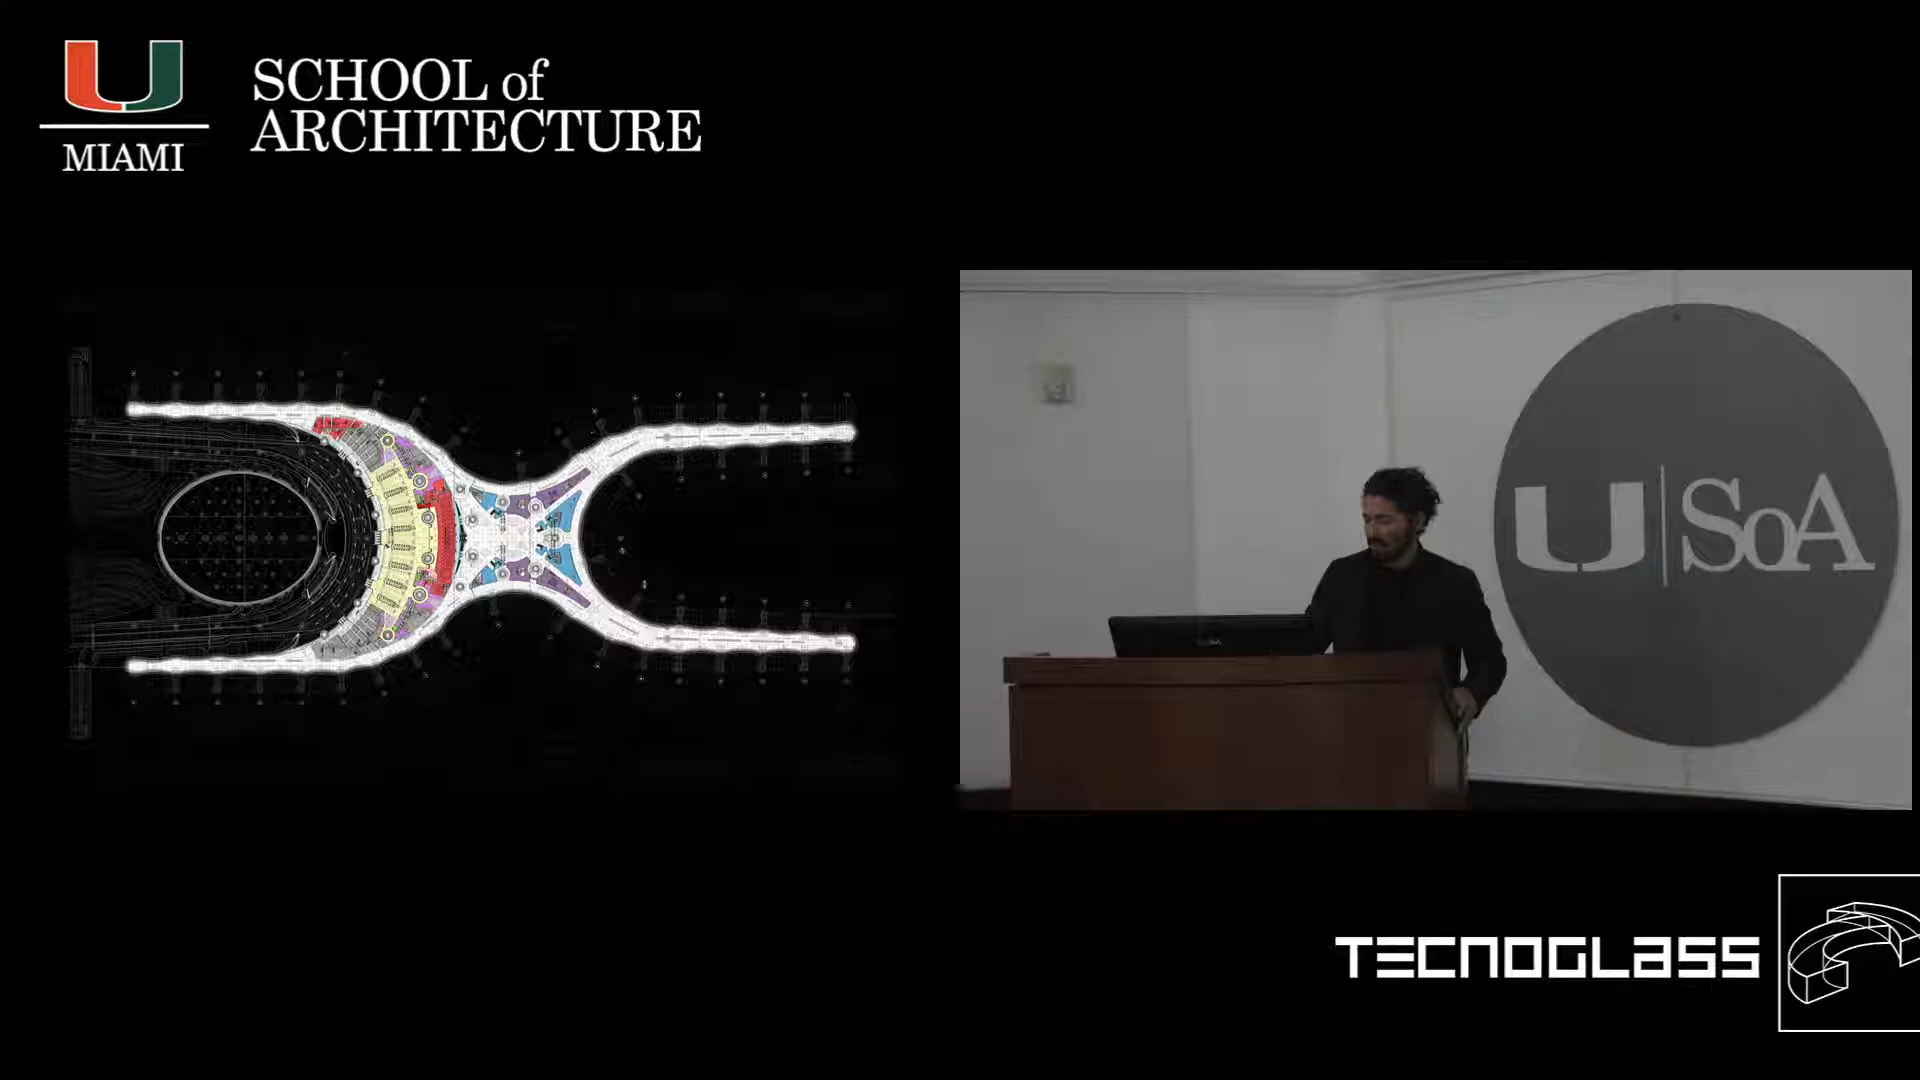 U
MIAMI
SCHOOL of
ARCHITECTURE
U | SoA
TECNOGLASS